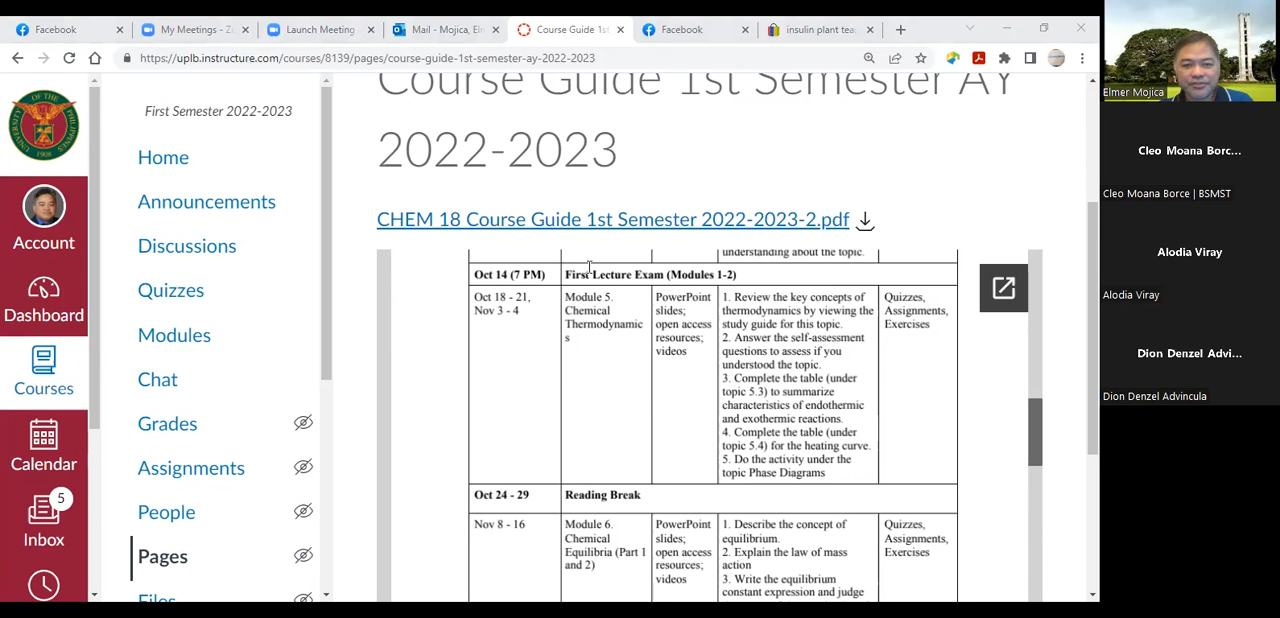 Facebook
My Meetings - Z
Launch Meeting
Mail - Mojica, El
Course Guide 1st
Facebook
insulin plant tea
https://uplb.instructure.com/courses/8139/pages/course-guide-1st-semester-ay-2022-2023
OF THE
PHILIPPINES
1908
Account
Dashboard
Courses
Calendar
5
Inbox
First Semester 2022-2023
Home
Announcements
Discussions
Quizzes
Modules
Chat
Grades
Assignments
People
Pages
Files
Course Guide 1st Semester AY
2022-2023
CHEM 18 Course Guide 1st Semester 2022-2023-2.pdf
understanding about the topic.
Oct 14 (7 PM)
First Lecture Exam (Modules 1-2)
Oct 18 - 21,
Nov 3 - 4
Module 5.
Chemical
Thermodynamic
s
PowerPoint
slides;
open access
resources;
videos
1. Review the key concepts of
thermodynamics by viewing the
study guide for this topic.
2. Answer the self-assessment
questions to assess if you
understood the topic.
3. Complete the table (under
topic 5.3) to summarize
characteristics of endothermic
and exothermic reactions.
4. Complete the table (under
topic 5.4) for the heating curve.
5. Do the activity under the
topic Phase Diagrams
Quizzes,
Assignments,
Exercises
Oct 24 - 29
Reading Break
Nov 8 - 16
Module 6.
Chemical
Equilibria (Part 1
and 2)
PowerPoint
slides;
open access
resources;
videos
1. Describe the concept of
equilibrium.
2. Explain the law of mass
action
3. Write the equilibrium
constant expression and judge
Quizzes,
Assignments,
Exercises
Elmer Mojica
Cleo Moana Borc...
Cleo Moana Borce | BSMST
Alodia Viray
Alodia Viray
Dion Denzel Advi...
Dion Denzel Advincula